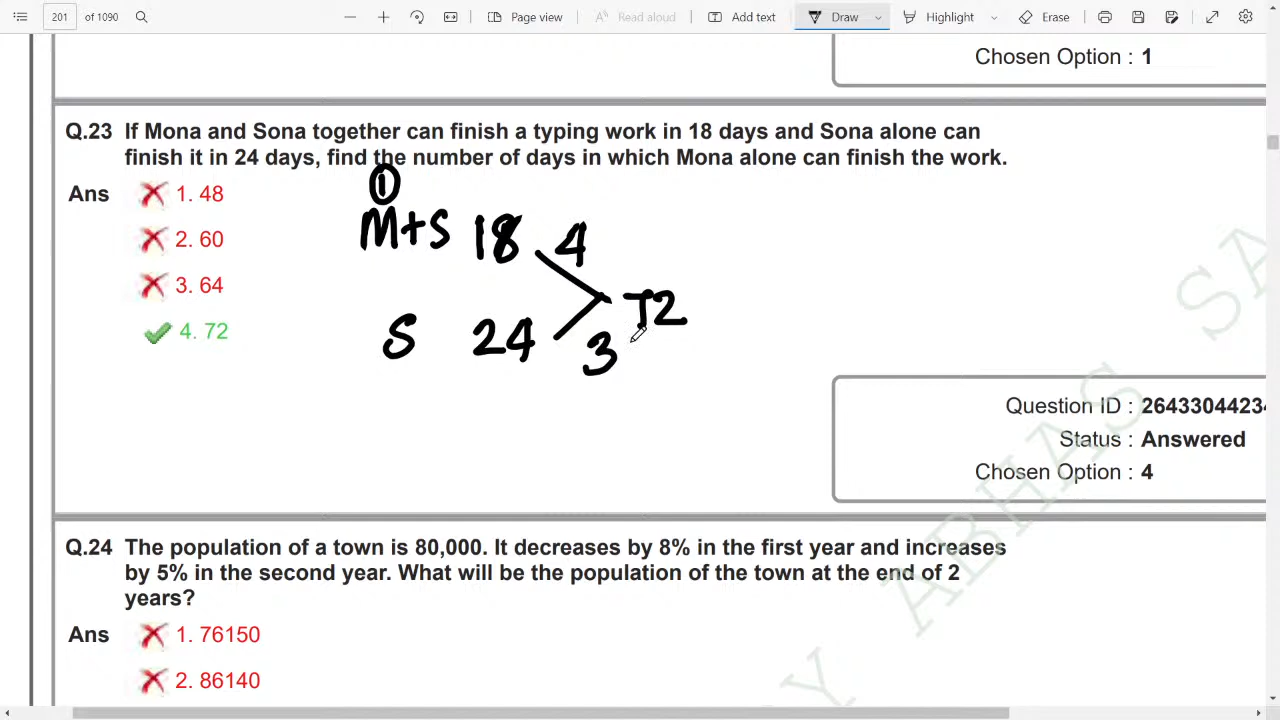 201 of 1090
Page view
Read aloud
Add text
Draw
Highlight
Erase
Chosen Option : 1
Q.23 If Mona and Sona together can finish a typing work in 18 days and Sona alone can
finish it in 24 days, find the number of days in which Mona alone can finish the work.
Ans
1. 48
2. 60
3. 64
4. 72
1
M+S 18 4
72
S 24 3
Question ID : 26433044234
Status : Answered
Chosen Option : 4
Q.24 The population of a town is 80,000. It decreases by 8% in the first year and increases
by 5% in the second year. What will be the population of the town at the end of 2
years?
Ans
1. 76150
2. 86140
Y ABHAS SA